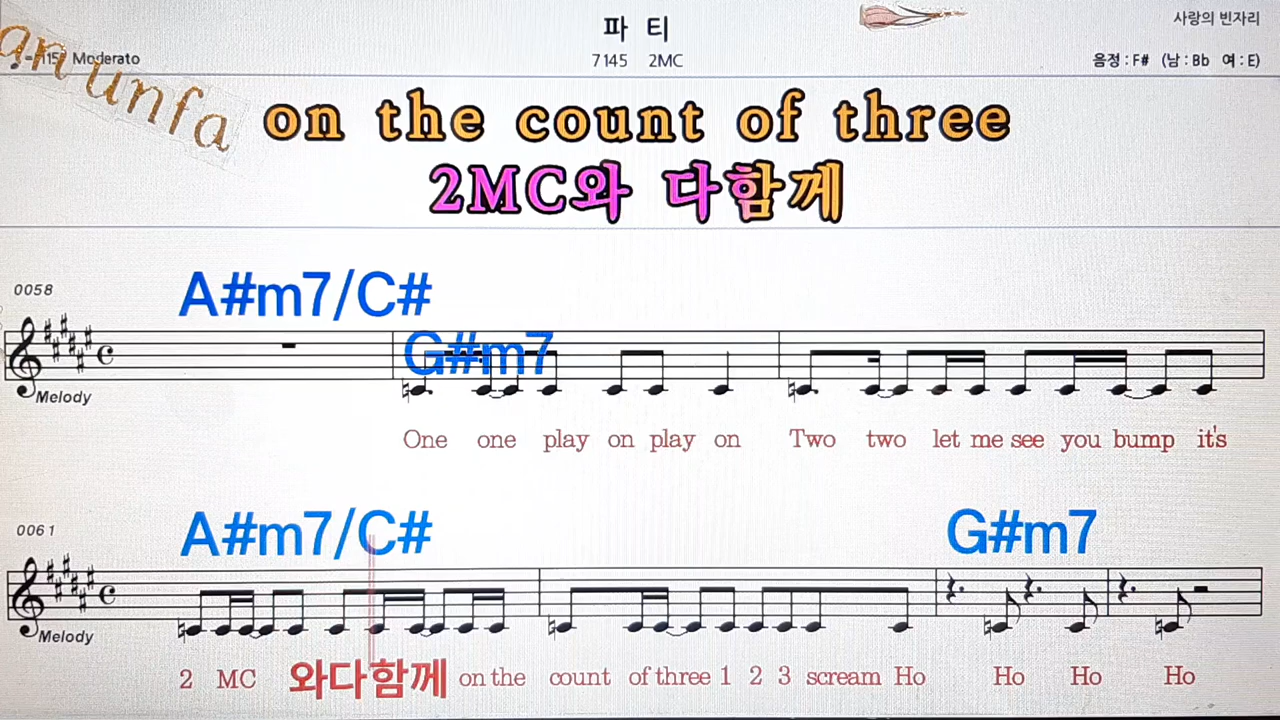 파 티
사랑의 빈자리
an unfa
115 Moderato
7145 2MC
음정 : F# (남 : Bb 여 : E)
on the count of three
2MC와 다함께
0058
A#m7/C#
G#m7
Melody
One one play on play on Two two let me see you bump it's
0061
A#m7/C# G#m7
Melody
2 MC 와다함께 on the count of three 1 2 3 scream Ho Ho Ho Ho